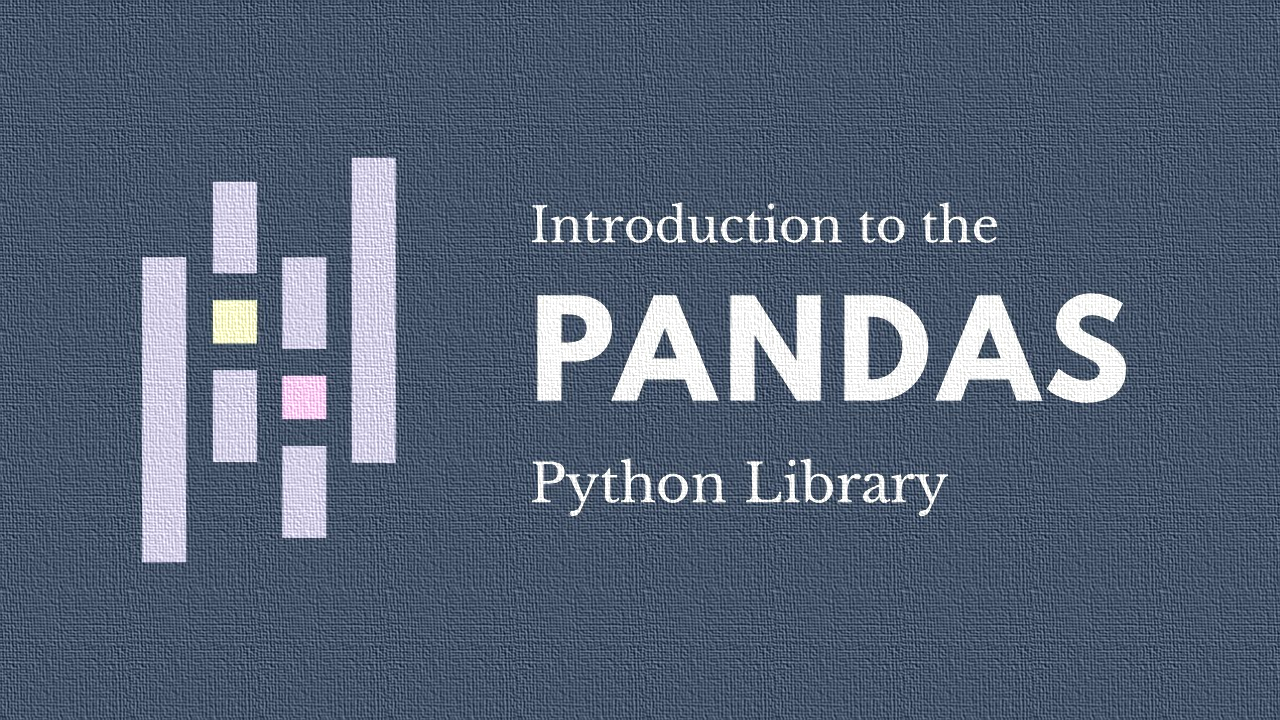 Introduction to the
PANDAS
Python Library